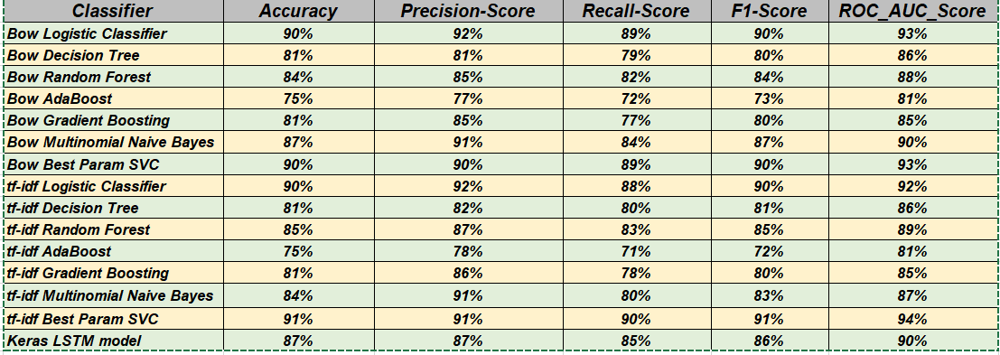 Classifier Accuracy Precision-Score Recall-Score F1-Score ROC_AUC_Score
Bow Logistic Classifier 90% 92% 89% 90% 93%
Bow Decision Tree 81% 81% 79% 80% 86%
Bow Random Forest 84% 85% 82% 84% 88%
Bow AdaBoost 75% 77% 72% 73% 81%
Bow Gradient Boosting 81% 85% 77% 80% 85%
Bow Multinomial Naive Bayes 87% 91% 84% 87% 90%
Bow Best Param SVC 90% 90% 89% 90% 93%
tf-idf Logistic Classifier 90% 92% 88% 90% 92%
tf-idf Decision Tree 81% 82% 80% 81% 86%
tf-idf Random Forest 85% 87% 83% 85% 89%
tf-idf AdaBoost 75% 78% 71% 72% 81%
tf-idf Gradient Boosting 81% 86% 78% 80% 85%
tf-idf Multinomial Naive Bayes 84% 91% 80% 83% 87%
tf-idf Best Param SVC 91% 91% 90% 91% 94%
Keras LSTM model 87% 87% 85% 86% 90%